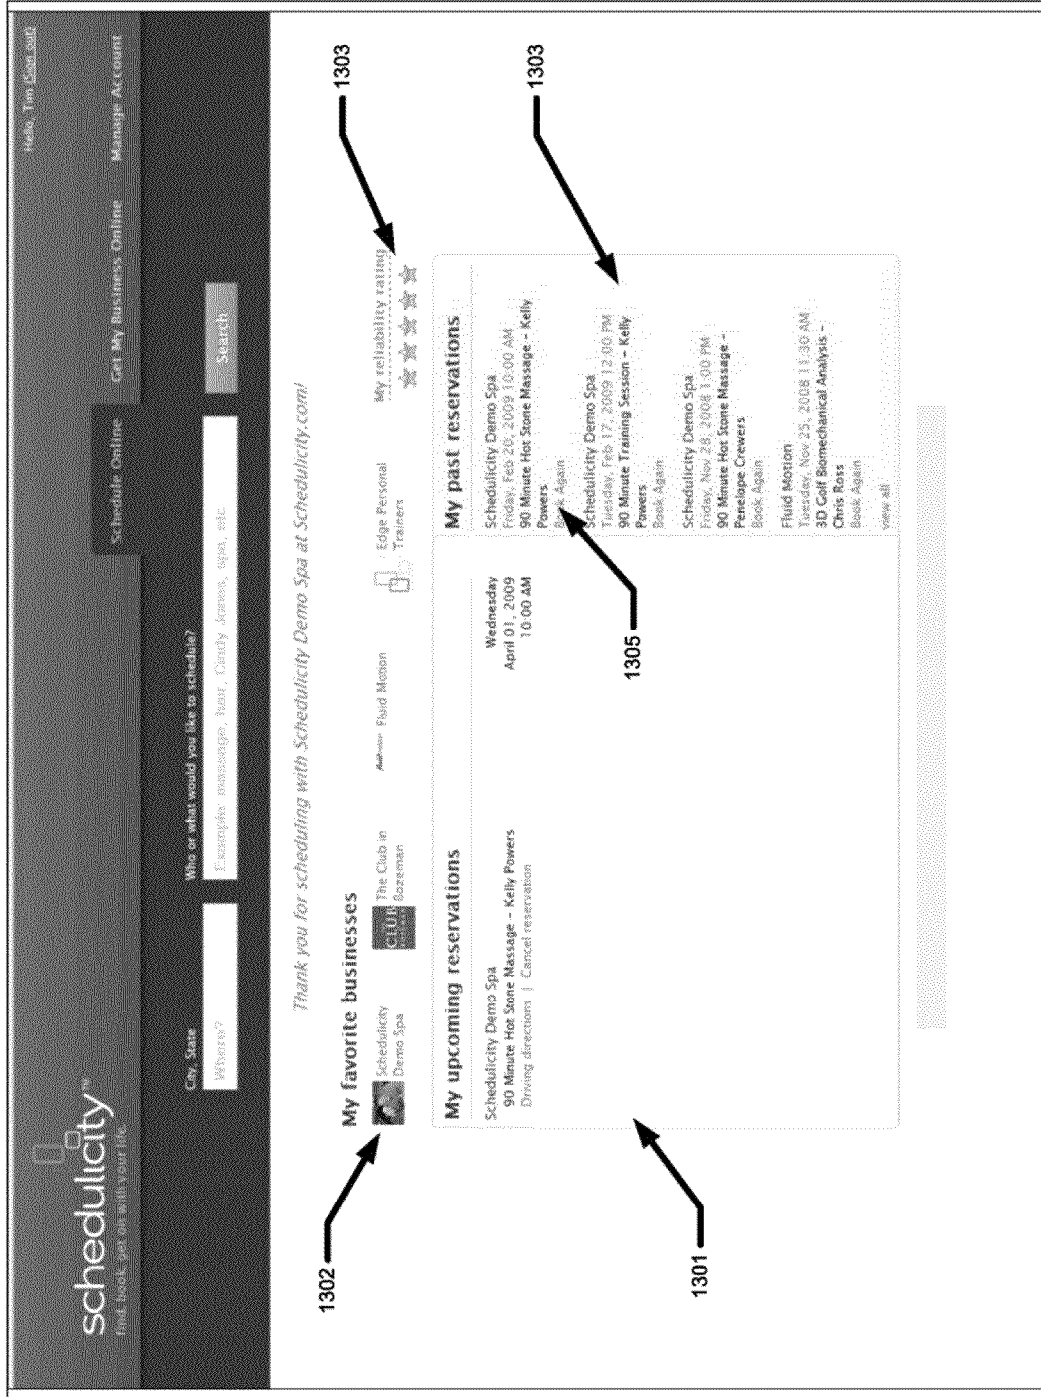 Hello, Tim (Sign out)
schedulicity™
find. book. get on with your life.
Schedule Online
Get My Business Online
Manage Account
City, State
Who or what would you like to schedule?
Where?
Example: massage, hair, Cindy Jones, spa, etc.
Search
Thank you for scheduling with Schedulicity Demo Spa at Schedulicity.com!
My favorite businesses
My reliability rating
Schedulicity
Demo Spa
CLUB
The Club in
Bozeman
Fluid Motion
Edge Personal
Trainers
My upcoming reservations
Schedulicity Demo Spa
90 Minute Hot Stone Massage – Kelly Powers
Driving directions | Cancel reservation
Wednesday
April 01, 2009
10:00 AM
My past reservations
Schedulicity Demo Spa
Friday, Feb 20, 2009 10:00 AM
90 Minute Hot Stone Massage – Kelly
Powers
Book Again
Schedulicity Demo Spa
Tuesday, Feb 17, 2009 12:00 PM
90 Minute Training Session – Kelly
Powers
Book Again
Schedulicity Demo Spa
Friday, Nov 28, 2008 1:00 PM
90 Minute Hot Stone Massage –
Penelope Crewers
Book Again
Fluid Motion
Tuesday, Nov 25, 2008 11:30 AM
3D Golf Biomechanical Analysis –
Chris Ross
Book Again
view all
1302
1303
1303
1305
1301